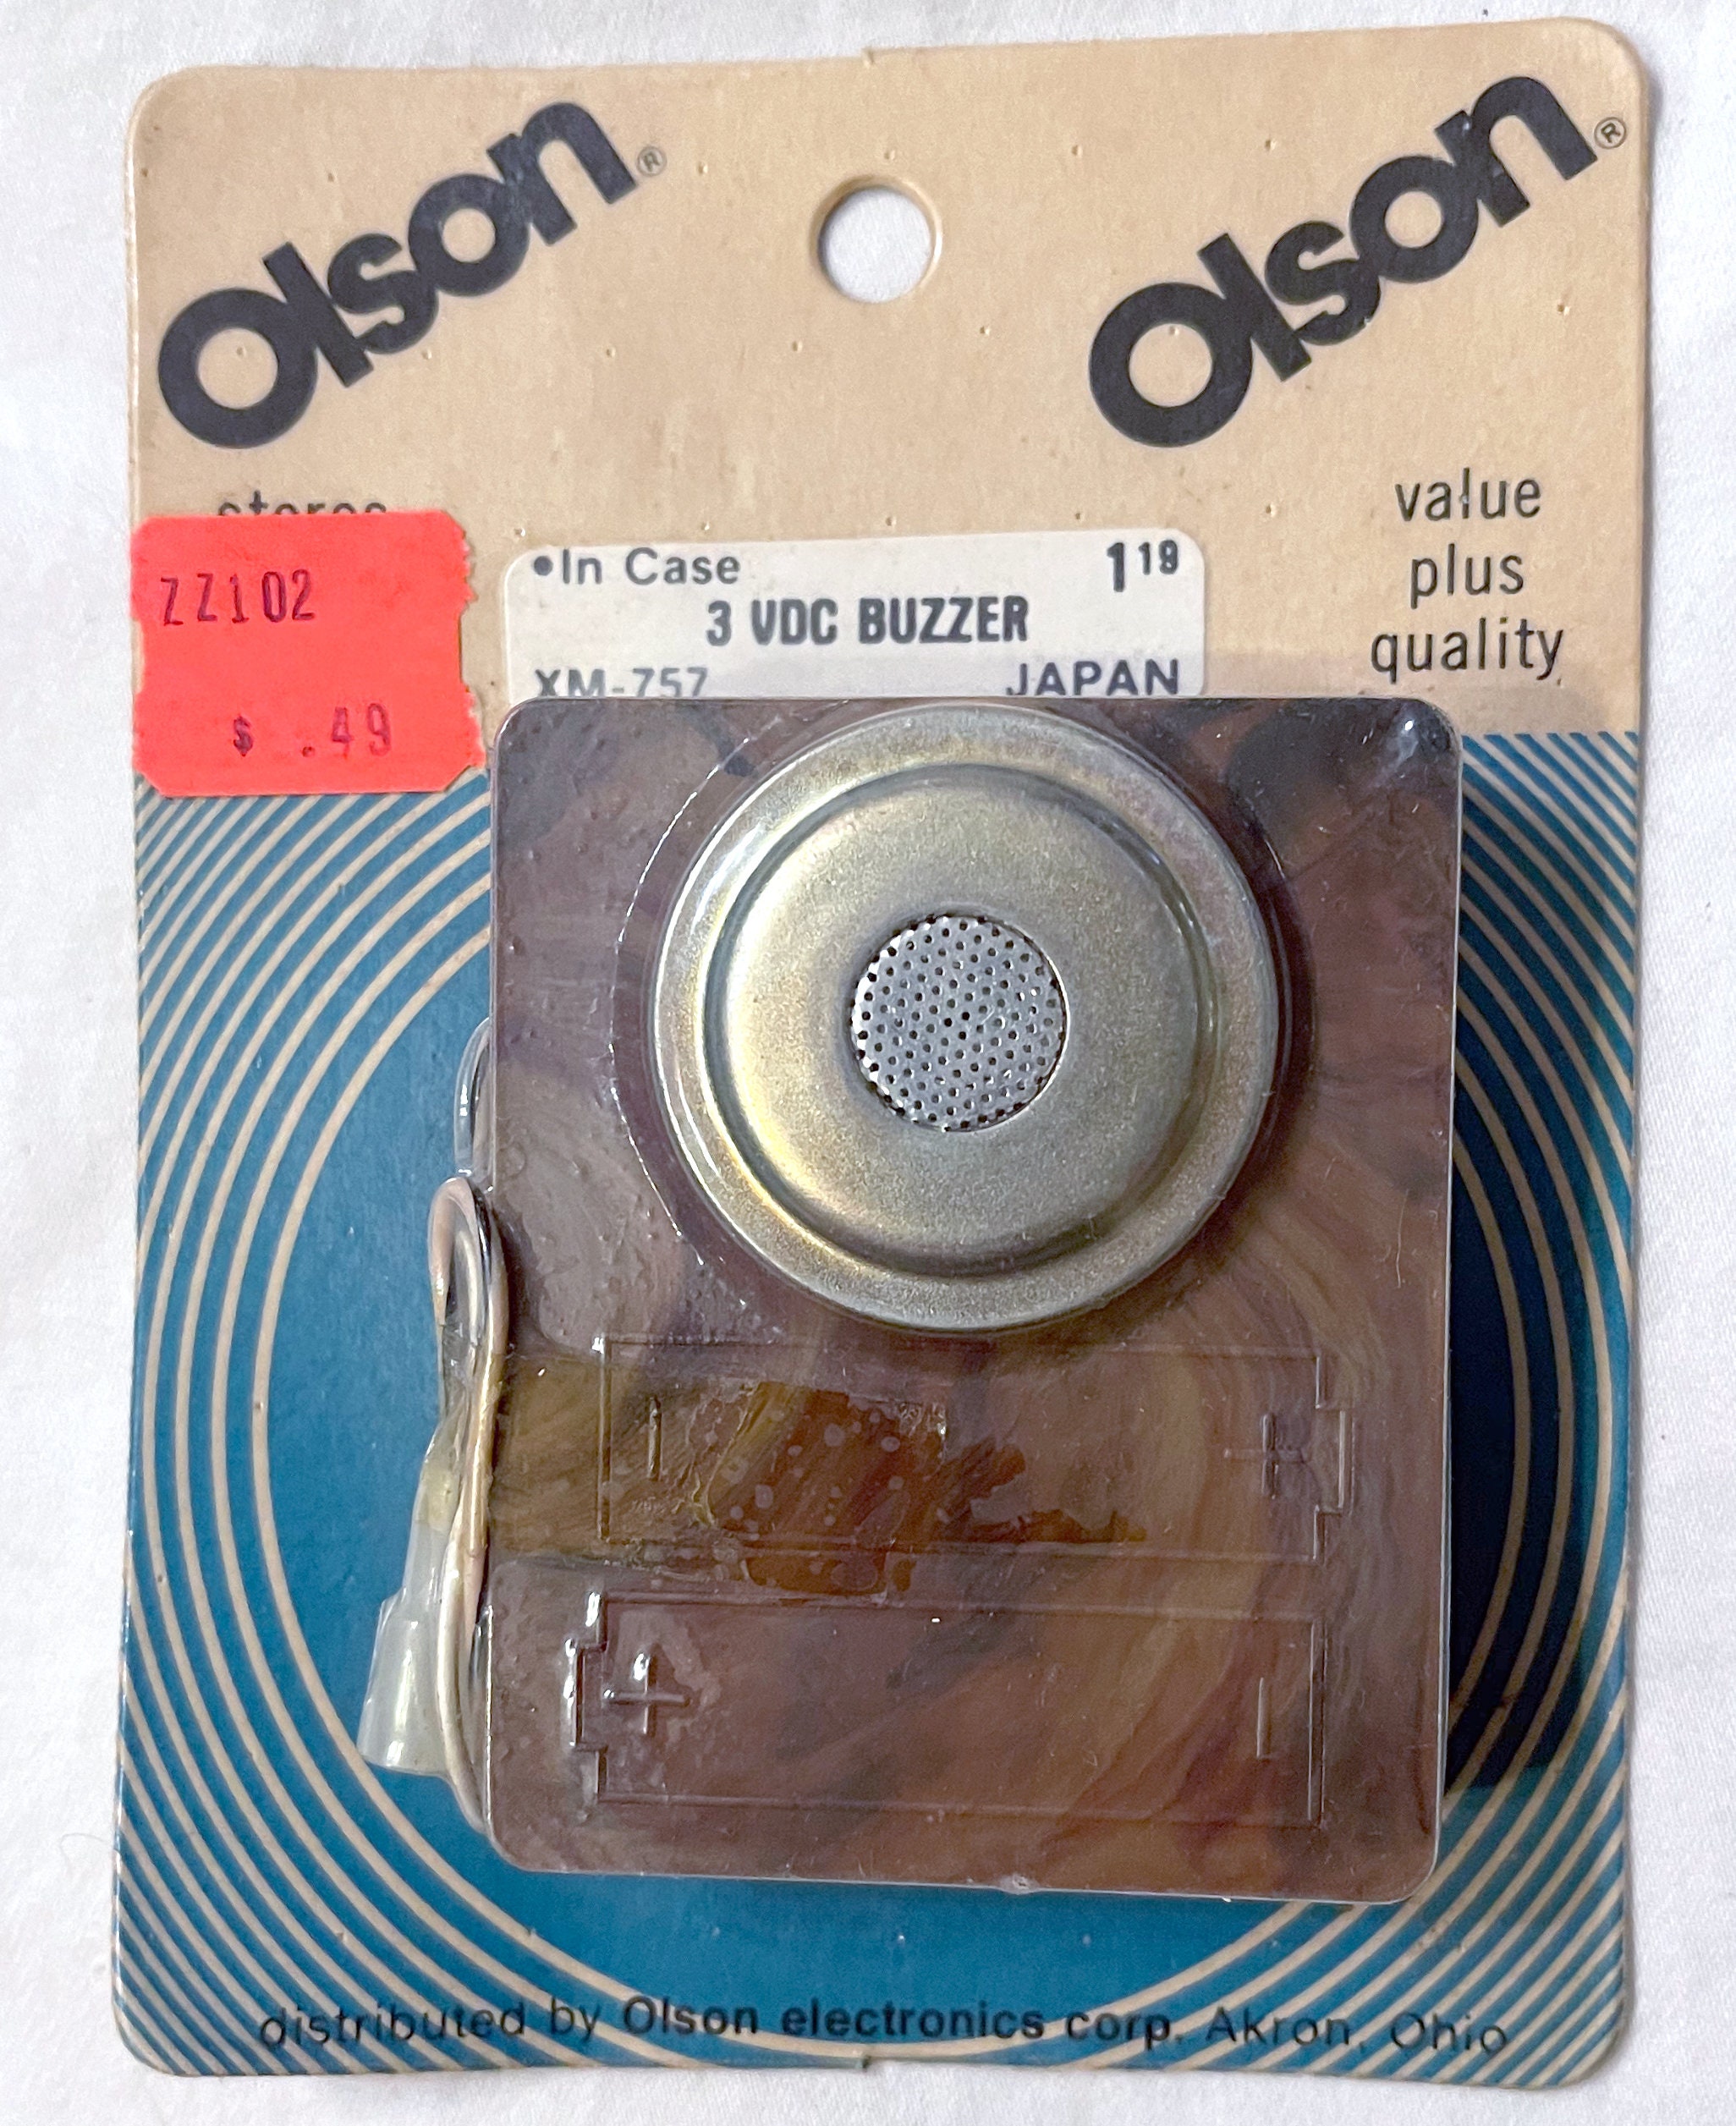 Olson®
Olson®
stores
value
plus
quality
ZZ102
$ .49
•In Case 1 19
3 VDC BUZZER
XM-757 JAPAN
- +
+ -
distributed by Olson electronics corp. Akron, Ohio